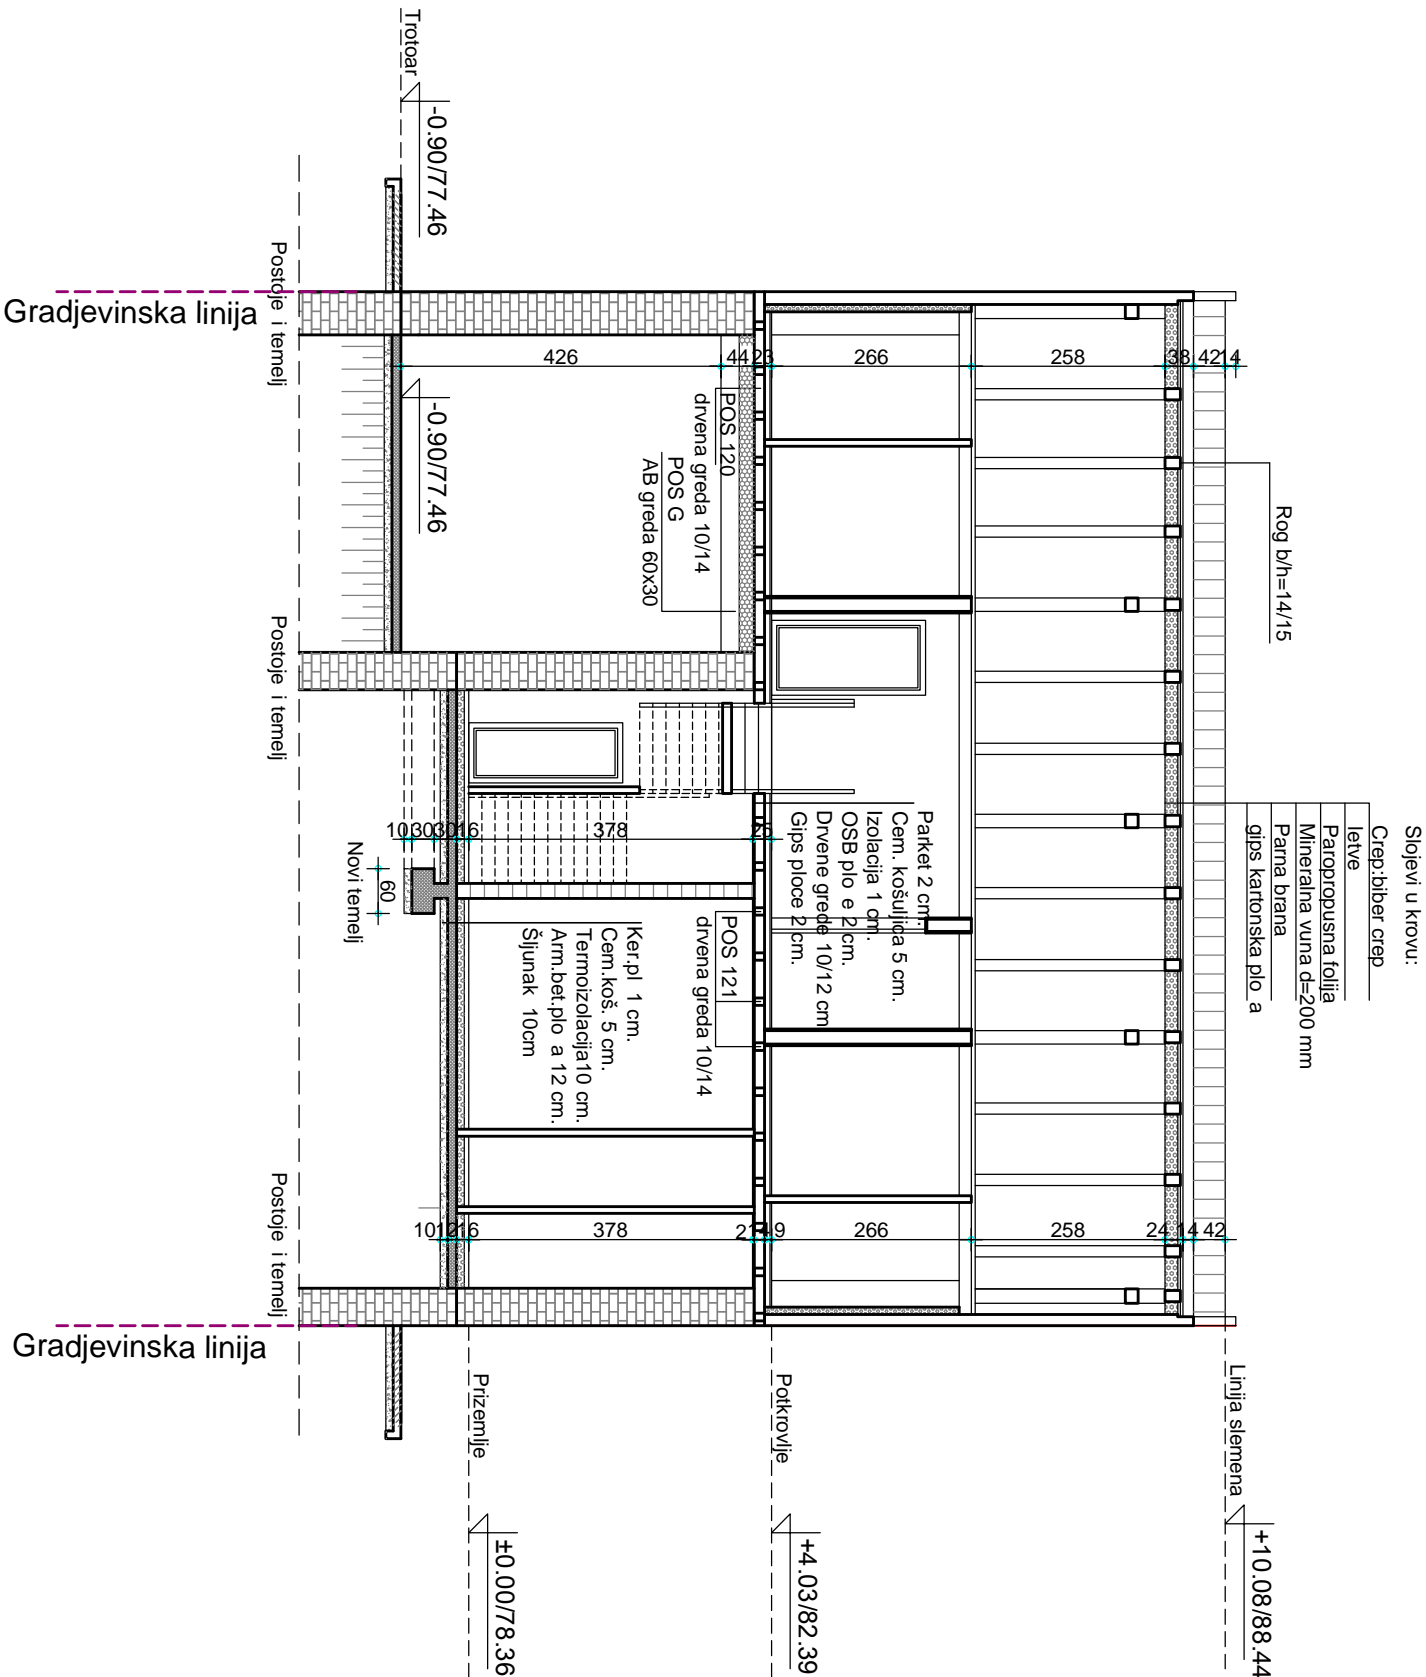 Slojevi u krovu:
Crep:biber crep
letve
Paropropusna folija
Mineralna vuna d=200 mm
Parna brana
gips kartonska plo a
Rog b/h=14/15
Linija slemena
+10.08/88.44
Potkrovlje
+4.03/82.39
Prizemlje
±0.00/78.36
Trotoar
-0.90/77.46
-0.90/77.46
Gradjevinska linija
Gradjevinska linija
Postoje i temelj
Postoje i temelj
Postoje i temelj
Novi temelj
60
POS 120
drvena greda 10/14
POS G
AB greda 60x30
POS 121
drvena greda 10/14
Parket 2 cm.
Cem. košuljica 5 cm.
Izolacija 1 cm.
OSB plo e 2 cm.
Drvene grede 10/12 cm
Gips ploce 2 cm.
Ker.pl 1 cm.
Cem.koš. 5 cm.
Termoizolacija10 cm.
Arm.bet.plo a 12 cm.
Šljunak 10cm
426 44 23 266 258 38 42 14
10 30 30 16 378 25
10 12 16 378 2 14 9 266 258 24 14 42